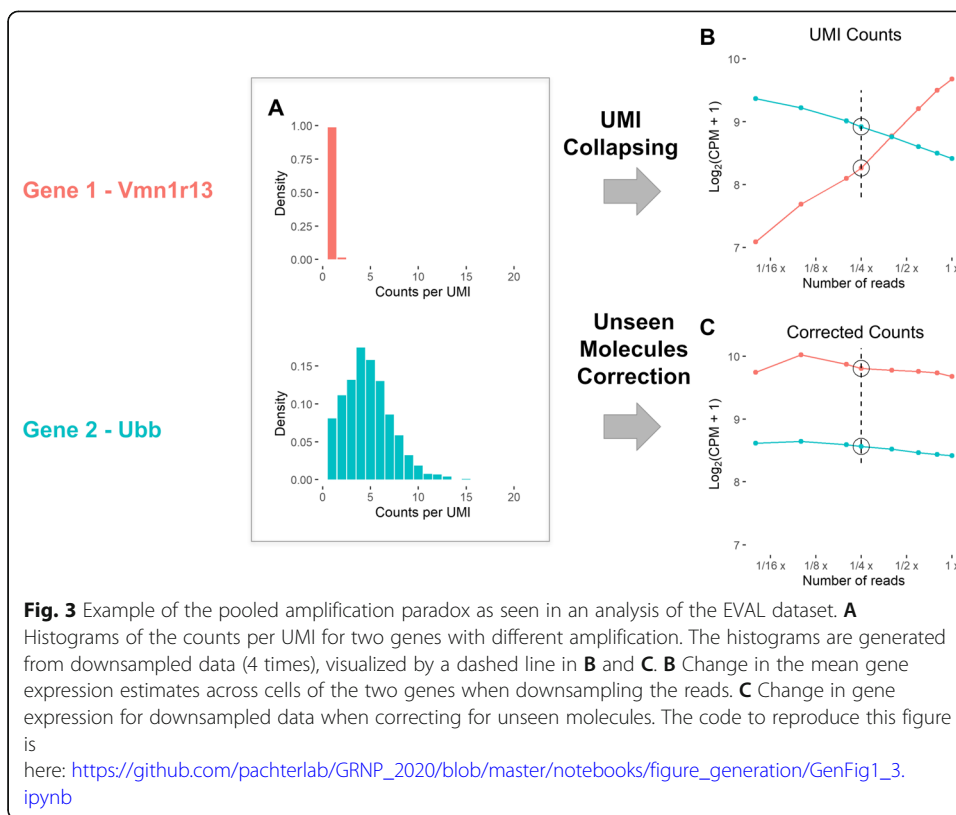 Gene 1 - Vmn1r13
Gene 2 - Ubb
A
1.00
0.75
0.50
0.25
0.00
Density
0 5 10 15 20
Counts per UMI
0.15
0.10
0.05
0.00
Density
0 5 10 15 20
Counts per UMI
UMI
Collapsing
Unseen
Molecules
Correction
B
UMI Counts
10
9
8
7
Log2(CPM + 1)
1/16 x 1/8 x 1/4 x 1/2 x 1 x
Number of reads
C
Corrected Counts
10
9
8
7
Log2(CPM + 1)
1/16 x 1/8 x 1/4 x 1/2 x 1 x
Number of reads
Fig. 3 Example of the pooled amplification paradox as seen in an analysis of the EVAL dataset. A
Histograms of the counts per UMI for two genes with different amplification. The histograms are generated
from downsampled data (4 times), visualized by a dashed line in B and C. B Change in the mean gene
expression estimates across cells of the two genes when downsampling the reads. C Change in gene
expression for downsampled data when correcting for unseen molecules. The code to reproduce this figure
is
here: https://github.com/pachterlab/GRNP_2020/blob/master/notebooks/figure_generation/GenFig1_3.
ipynb